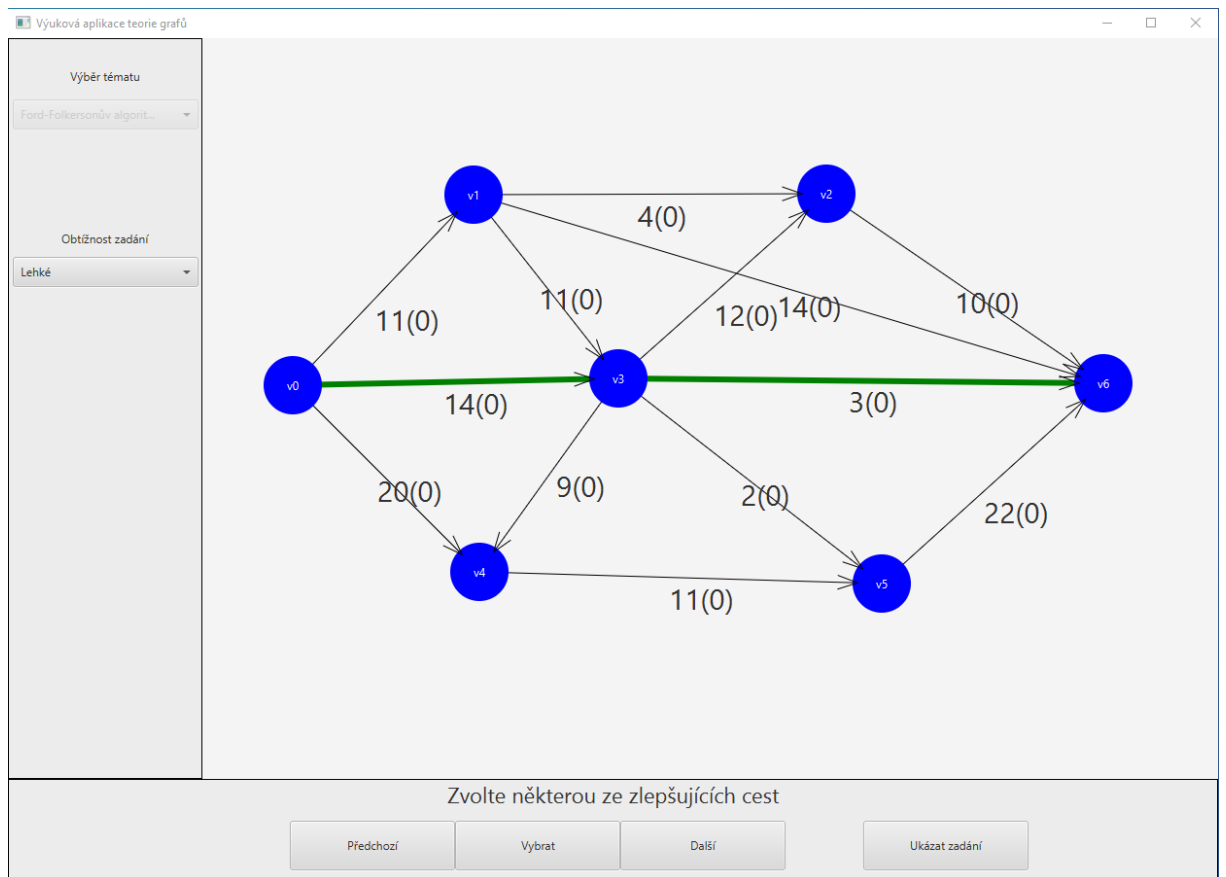 Výuková aplikace teorie grafů
Výběr tématu
Ford-Folkersonův algorit...
Obtížnost zadání
Lehké
v1
v2
4(0)
11(0)
11(0)
12(0)
14(0)
10(0)
v0
v3
v6
14(0)
3(0)
20(0)
9(0)
2(0)
22(0)
v4
v5
11(0)
Zvolte některou ze zlepšujících cest
Předchozí
Vybrat
Další
Ukázat zadání